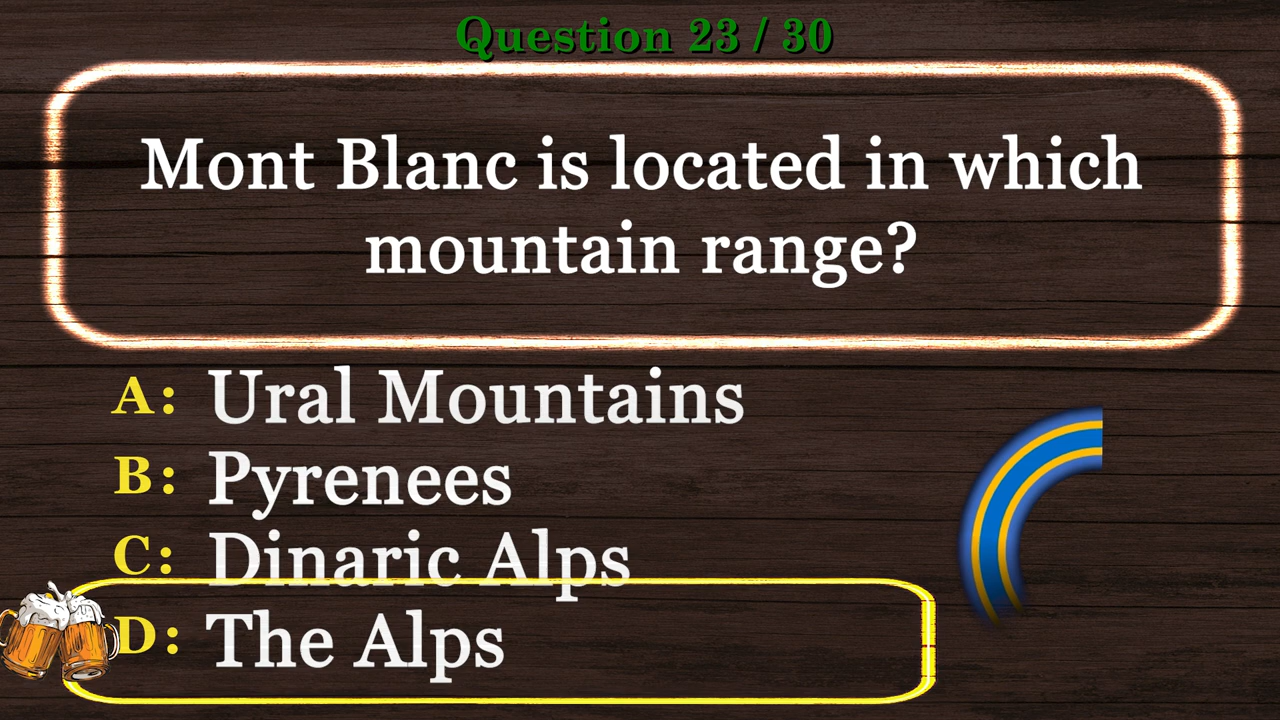 Question 23 / 30
Mont Blanc is located in which
mountain range?
A: Ural Mountains
B: Pyrenees
C: Dinaric Alps
D: The Alps